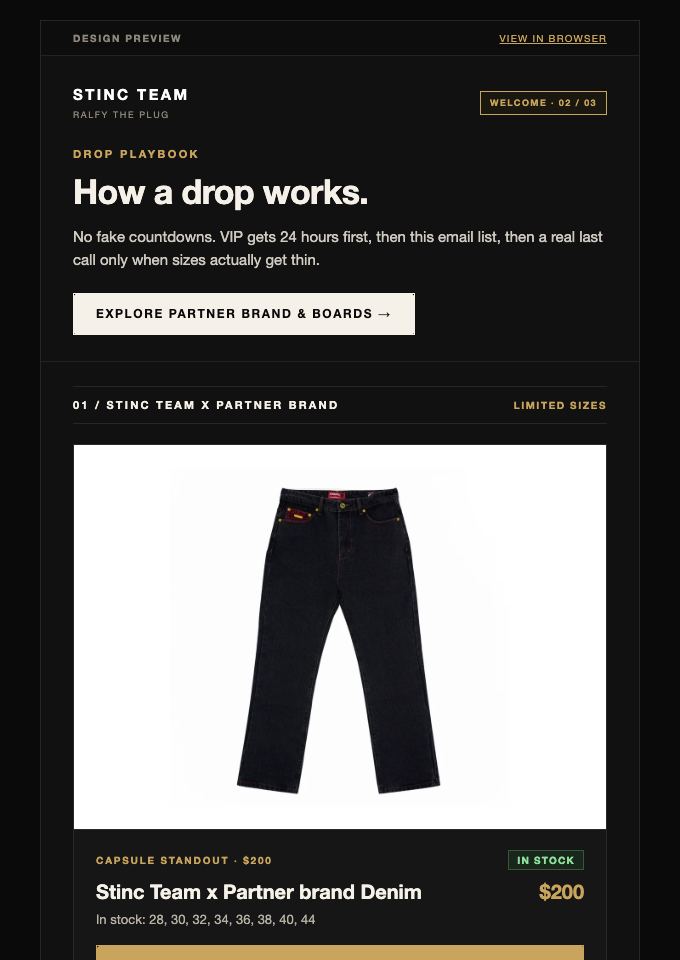 DESIGN PREVIEW
VIEW IN BROWSER
STINC TEAM
RALFY THE PLUG
WELCOME · 02 / 03
DROP PLAYBOOK
How a drop works.
No fake countdowns. VIP gets 24 hours first, then this email list, then a real last
call only when sizes actually get thin.
EXPLORE PARTNER BRAND & BOARDS →
01 / STINC TEAM X PARTNER BRAND
LIMITED SIZES
CAPSULE STANDOUT · $200
IN STOCK
Stinc Team x Partner brand Denim
$200
In stock: 28, 30, 32, 34, 36, 38, 40, 44